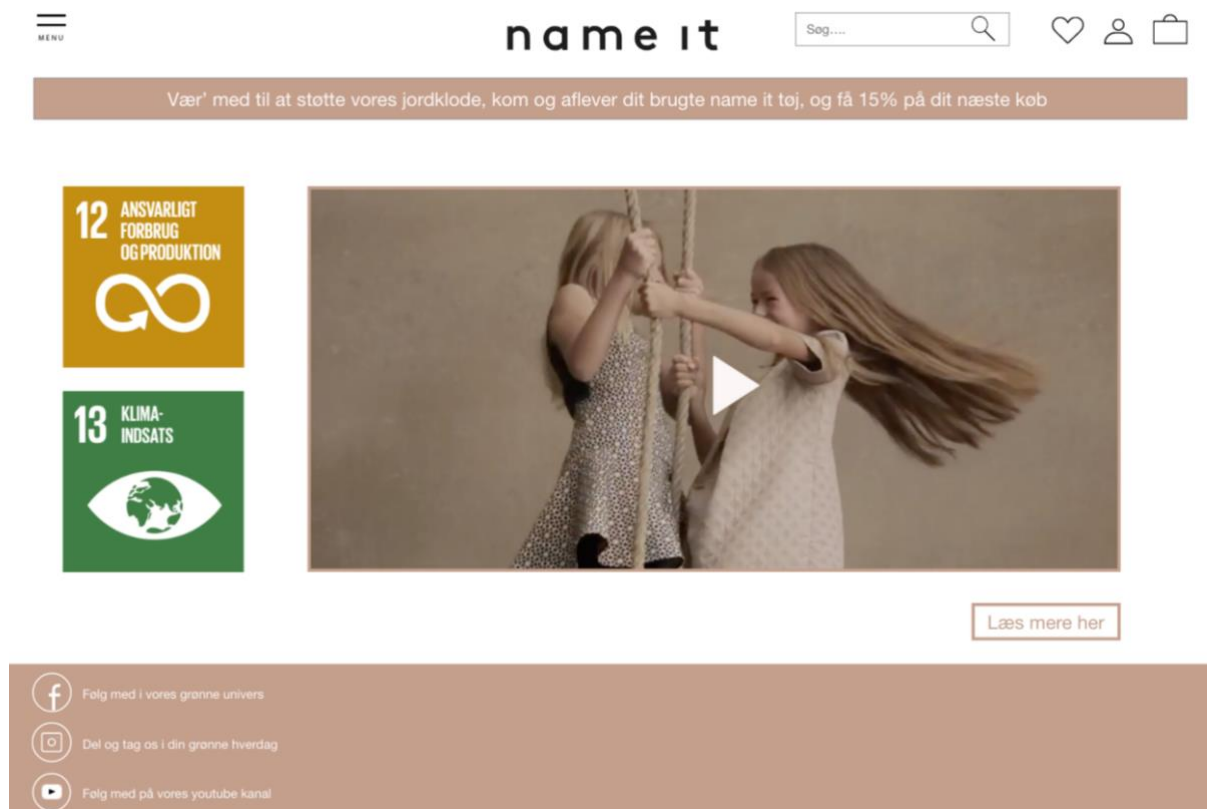 MENU
name it
Søg....
Vær' med til at støtte vores jordklode, kom og aflever dit brugte name it tøj, og få 15% på dit næste køb
12 ANSVARLIGT
FORBRUG
OG PRODUKTION
13 KLIMA-
INDSATS
Læs mere her
Følg med i vores grønne univers
Del og tag os i din grønne hverdag
Følg med på vores youtube kanal